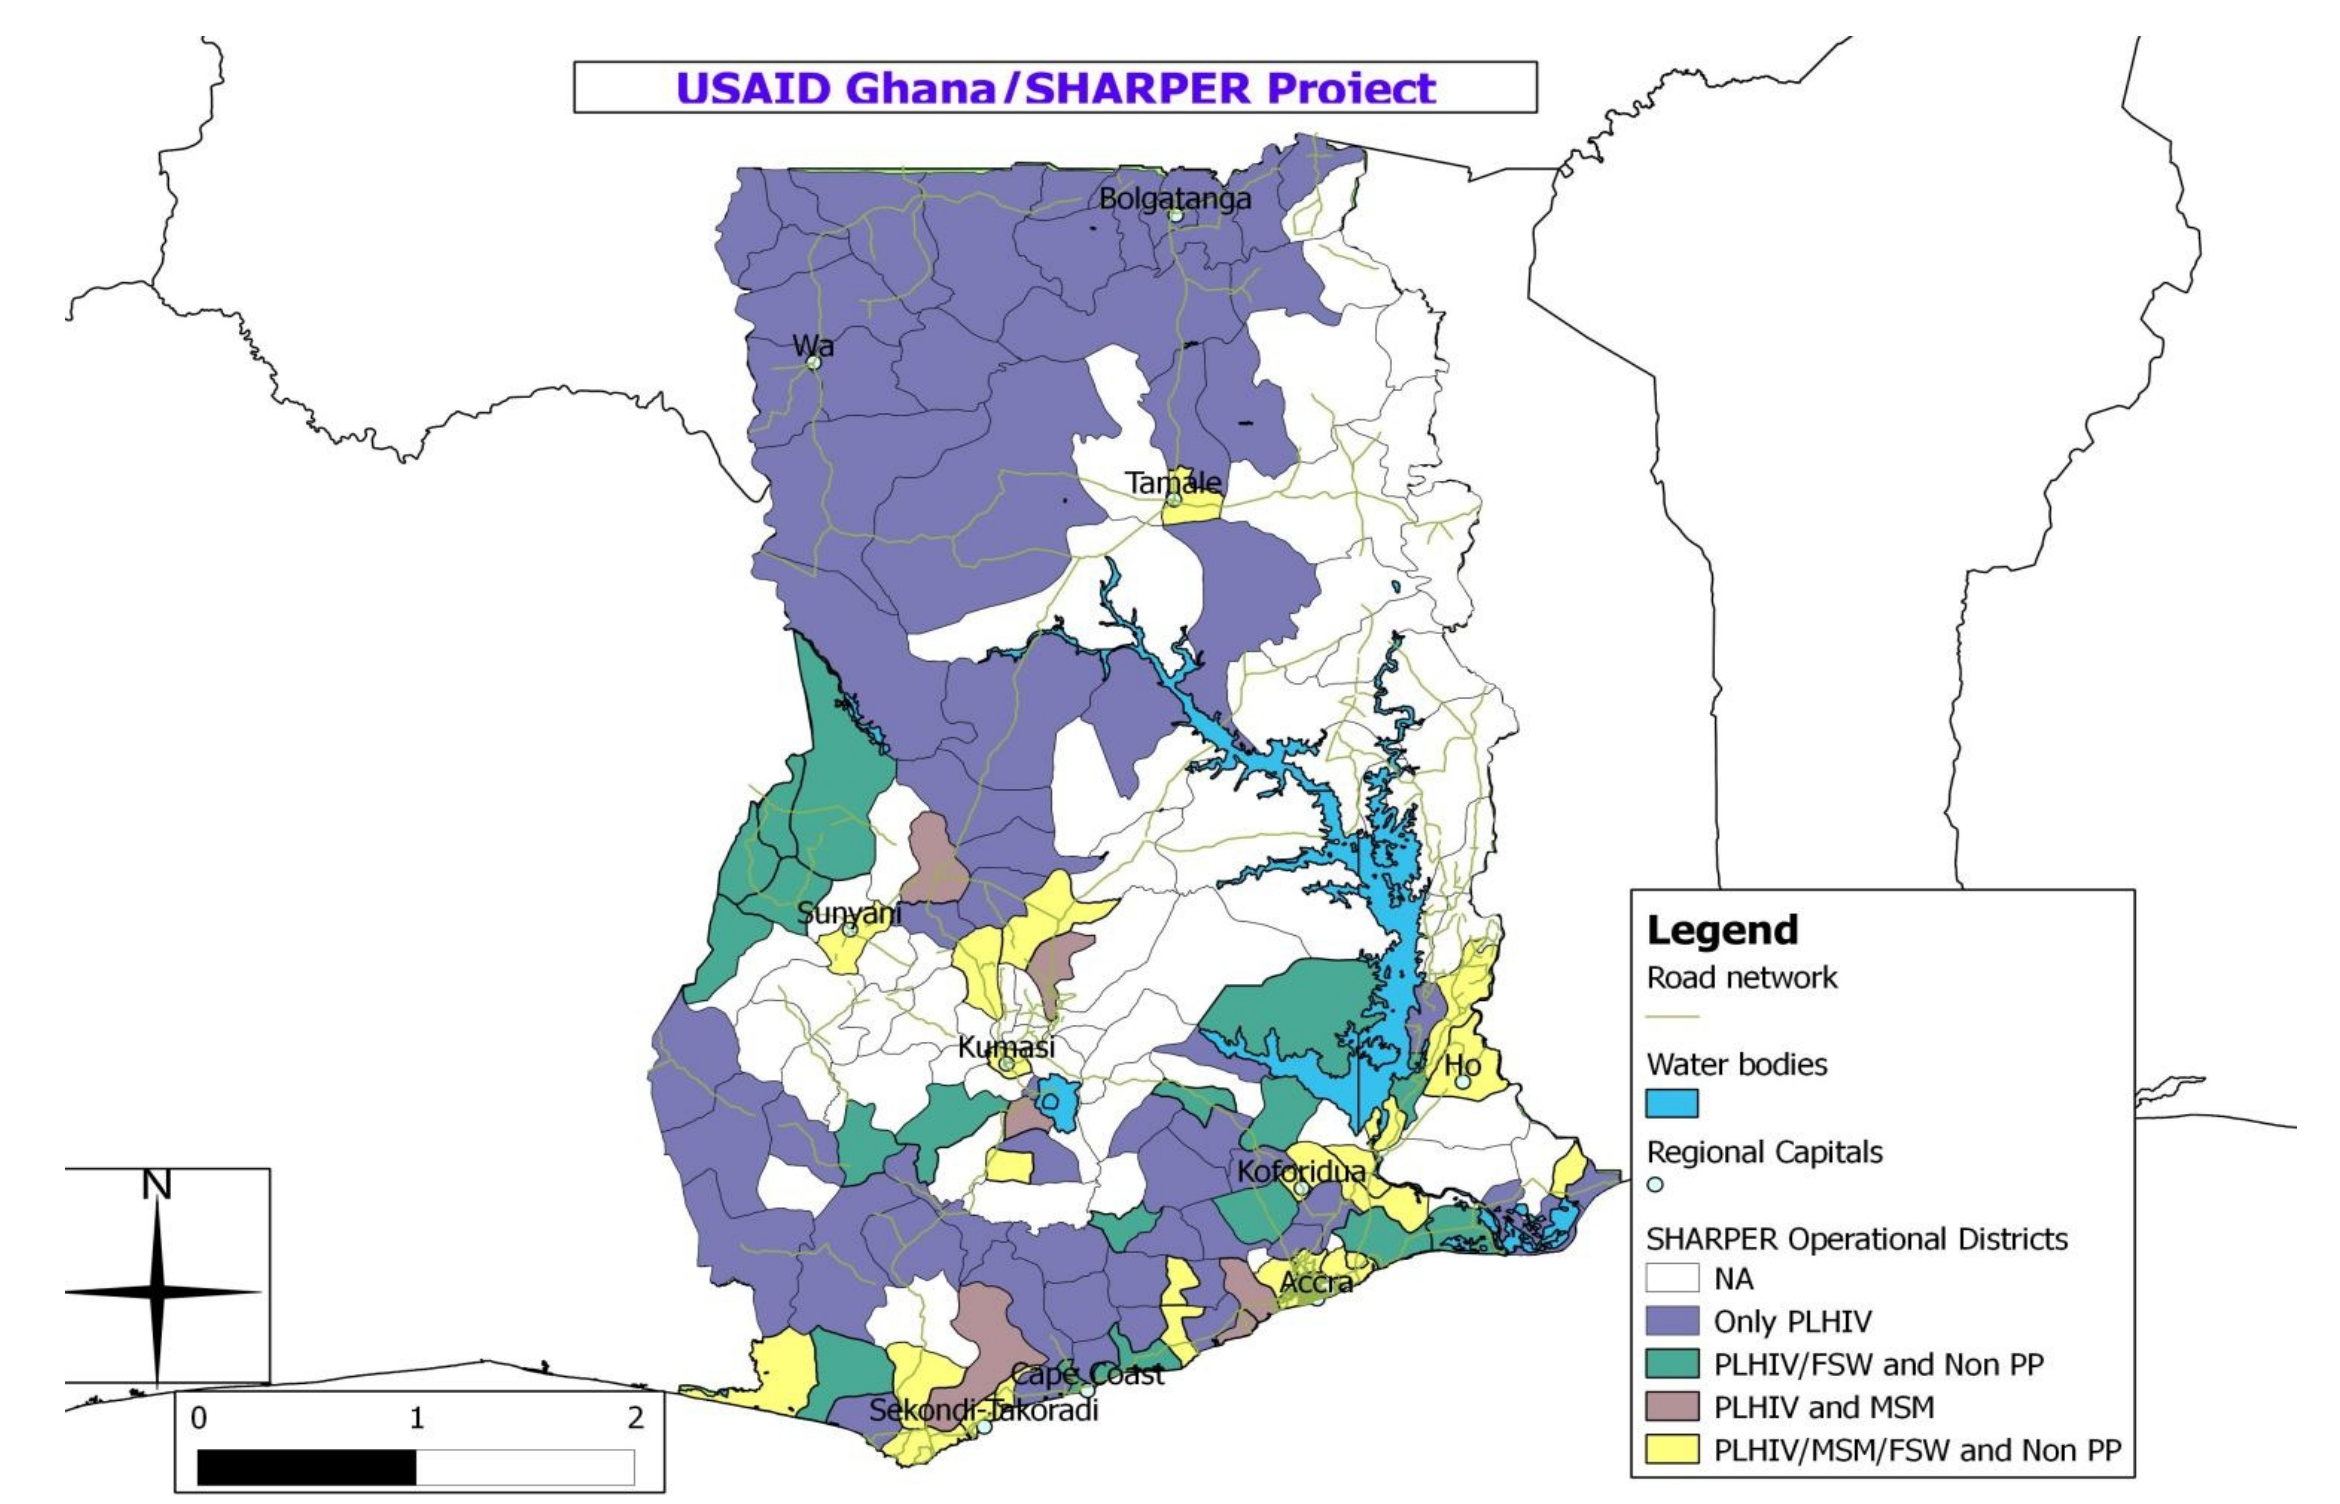 USAID Ghana/SHARPER Project
Bolgatanga
Wa
Tamale
Sunyani
Kumasi
Ho
Koforidua
Accra
Cape Coast
Sekondi-Takoradi
N
0 1 2
Legend
Road network
Water bodies
Regional Capitals
SHARPER Operational Districts
NA
Only PLHIV
PLHIV/FSW and Non PP
PLHIV and MSM
PLHIV/MSM/FSW and Non PP